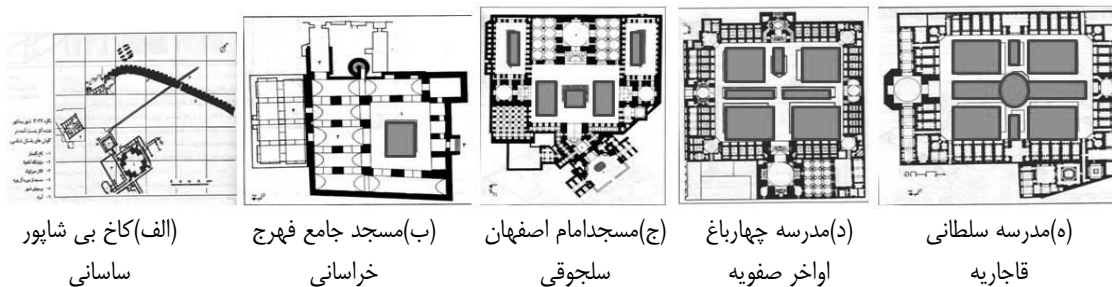 (الف)کاخ بی شاپور
ساسانی
(ب)مسجد جامع فهرج
خراسانی
(ج)مسجدامام اصفهان
سلجوقی
(د)مدرسه چهارباغ
اواخر صفویه
(ه)مدرسه سلطانی
قاجاریه